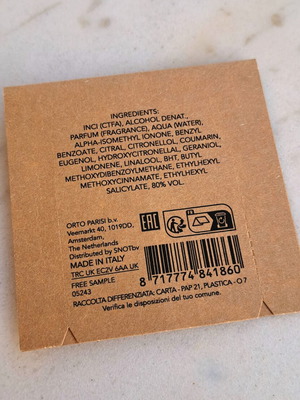 INGREDIENTS:
INCI (CTFA), ALCOHOL DENAT.,
PARFUM (FRAGRANCE), AQUA (WATER),
ALPHA-ISOMETHYL IONONE, BENZYL
BENZOATE, CITRAL, CITRONELLOL, COUMARIN,
EUGENOL, HYDROXYCITRONELLAL, GERANIOL,
LIMONENE, LINALOOL, BHT, BUTYL
METHOXYDIBENZOYLMETHANE, ETHYLHEXYL
METHOXYCINNAMATE, ETHYLHEXYL
SALICYLATE, 80% VOL.
ORTO PARISI b.v.
Veemarkt 40, 1019DD,
Amsterdam,
The Netherlands
Distributed by SNOTbv
MADE IN ITALY
TRC UK EC2V 6AA UK
FREE SAMPLE
05243
EAC
8 717774 841860
RACCOLTA DIFFERENZIATA: CARTA - PAP 21, PLASTICA - O 7
Verifica le disposizioni del tuo comune.